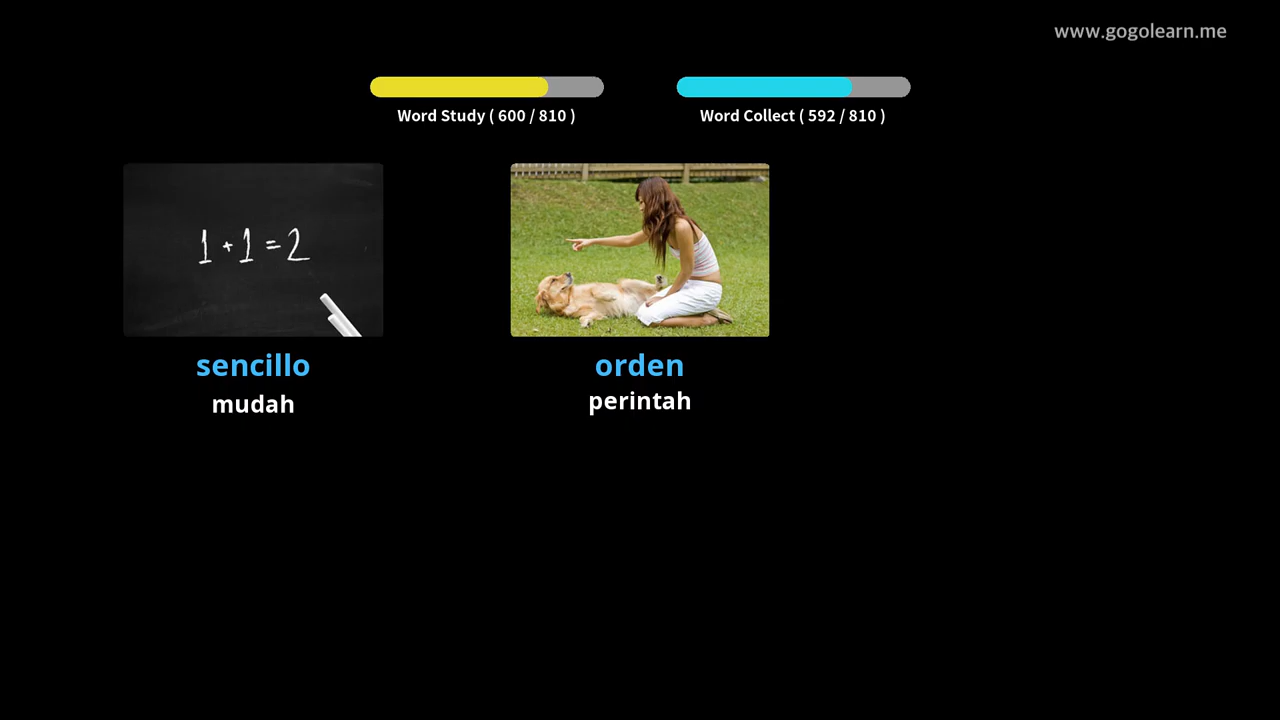 www.gogolearn.me
Word Study ( 600 / 810 )
Word Collect ( 592 / 810 )
1 + 1 = 2
sencillo
mudah
orden
perintah